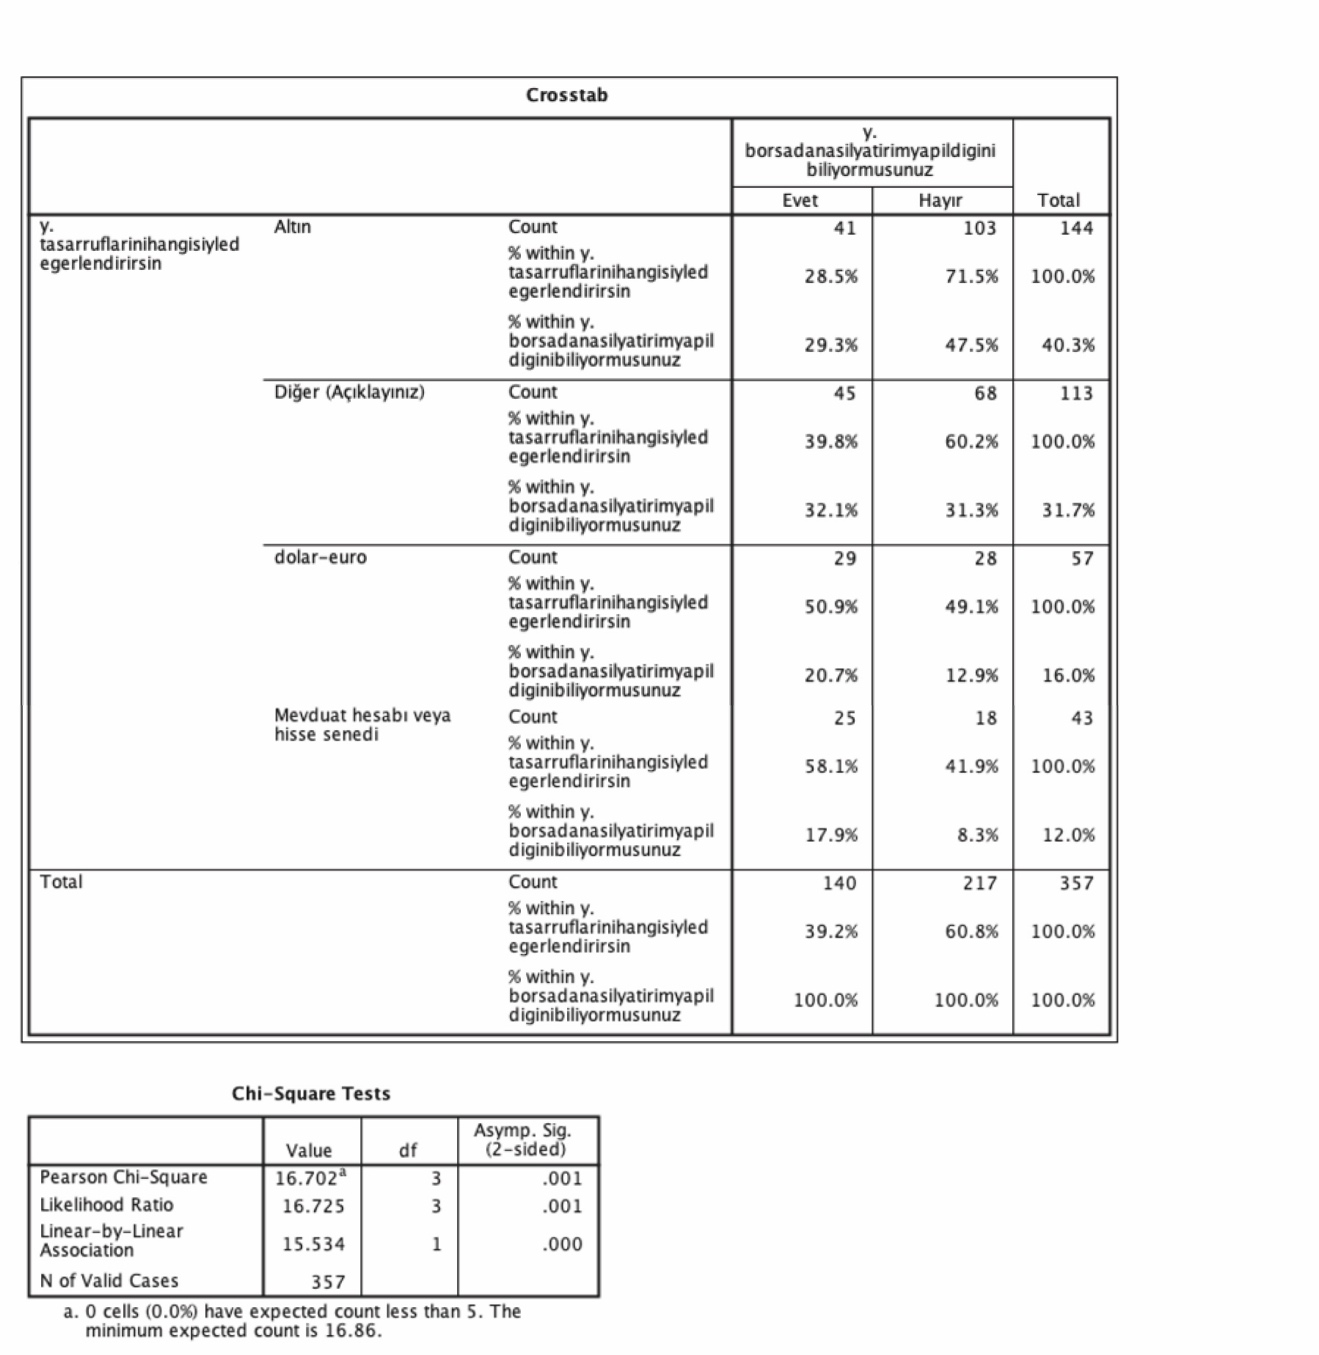 Crosstab
y.
borsadanasilyatirimyapildigini
biliyormusunuz
Evet Hayır Total
y.
tasarruflarinihangisiyled
egerlendirirsin
Altın Count 41 103 144
% within y.
tasarruflarinihangisiyled
egerlendirirsin
28.5% 71.5% 100.0%
% within y.
borsadanasilyatirimyapil
diginibiliyormusunuz
29.3% 47.5% 40.3%
Diğer (Açıklayınız) Count 45 68 113
% within y.
tasarruflarinihangisiyled
egerlendirirsin
39.8% 60.2% 100.0%
% within y.
borsadanasilyatirimyapil
diginibiliyormusunuz
32.1% 31.3% 31.7%
dolar-euro Count 29 28 57
% within y.
tasarruflarinihangisiyled
egerlendirirsin
50.9% 49.1% 100.0%
% within y.
borsadanasilyatirimyapil
diginibiliyormusunuz
20.7% 12.9% 16.0%
Mevduat hesabı veya
hisse senedi
Count 25 18 43
% within y.
tasarruflarinihangisiyled
egerlendirirsin
58.1% 41.9% 100.0%
% within y.
borsadanasilyatirimyapil
diginibiliyormusunuz
17.9% 8.3% 12.0%
Total Count 140 217 357
% within y.
tasarruflarinihangisiyled
egerlendirirsin
39.2% 60.8% 100.0%
% within y.
borsadanasilyatirimyapil
diginibiliyormusunuz
100.0% 100.0% 100.0%
Chi-Square Tests
Value df Asymp. Sig.
(2-sided)
Pearson Chi-Square 16.702a 3 .001
Likelihood Ratio 16.725 3 .001
Linear-by-Linear
Association
15.534 1 .000
N of Valid Cases 357
a. 0 cells (0.0%) have expected count less than 5. The
minimum expected count is 16.86.